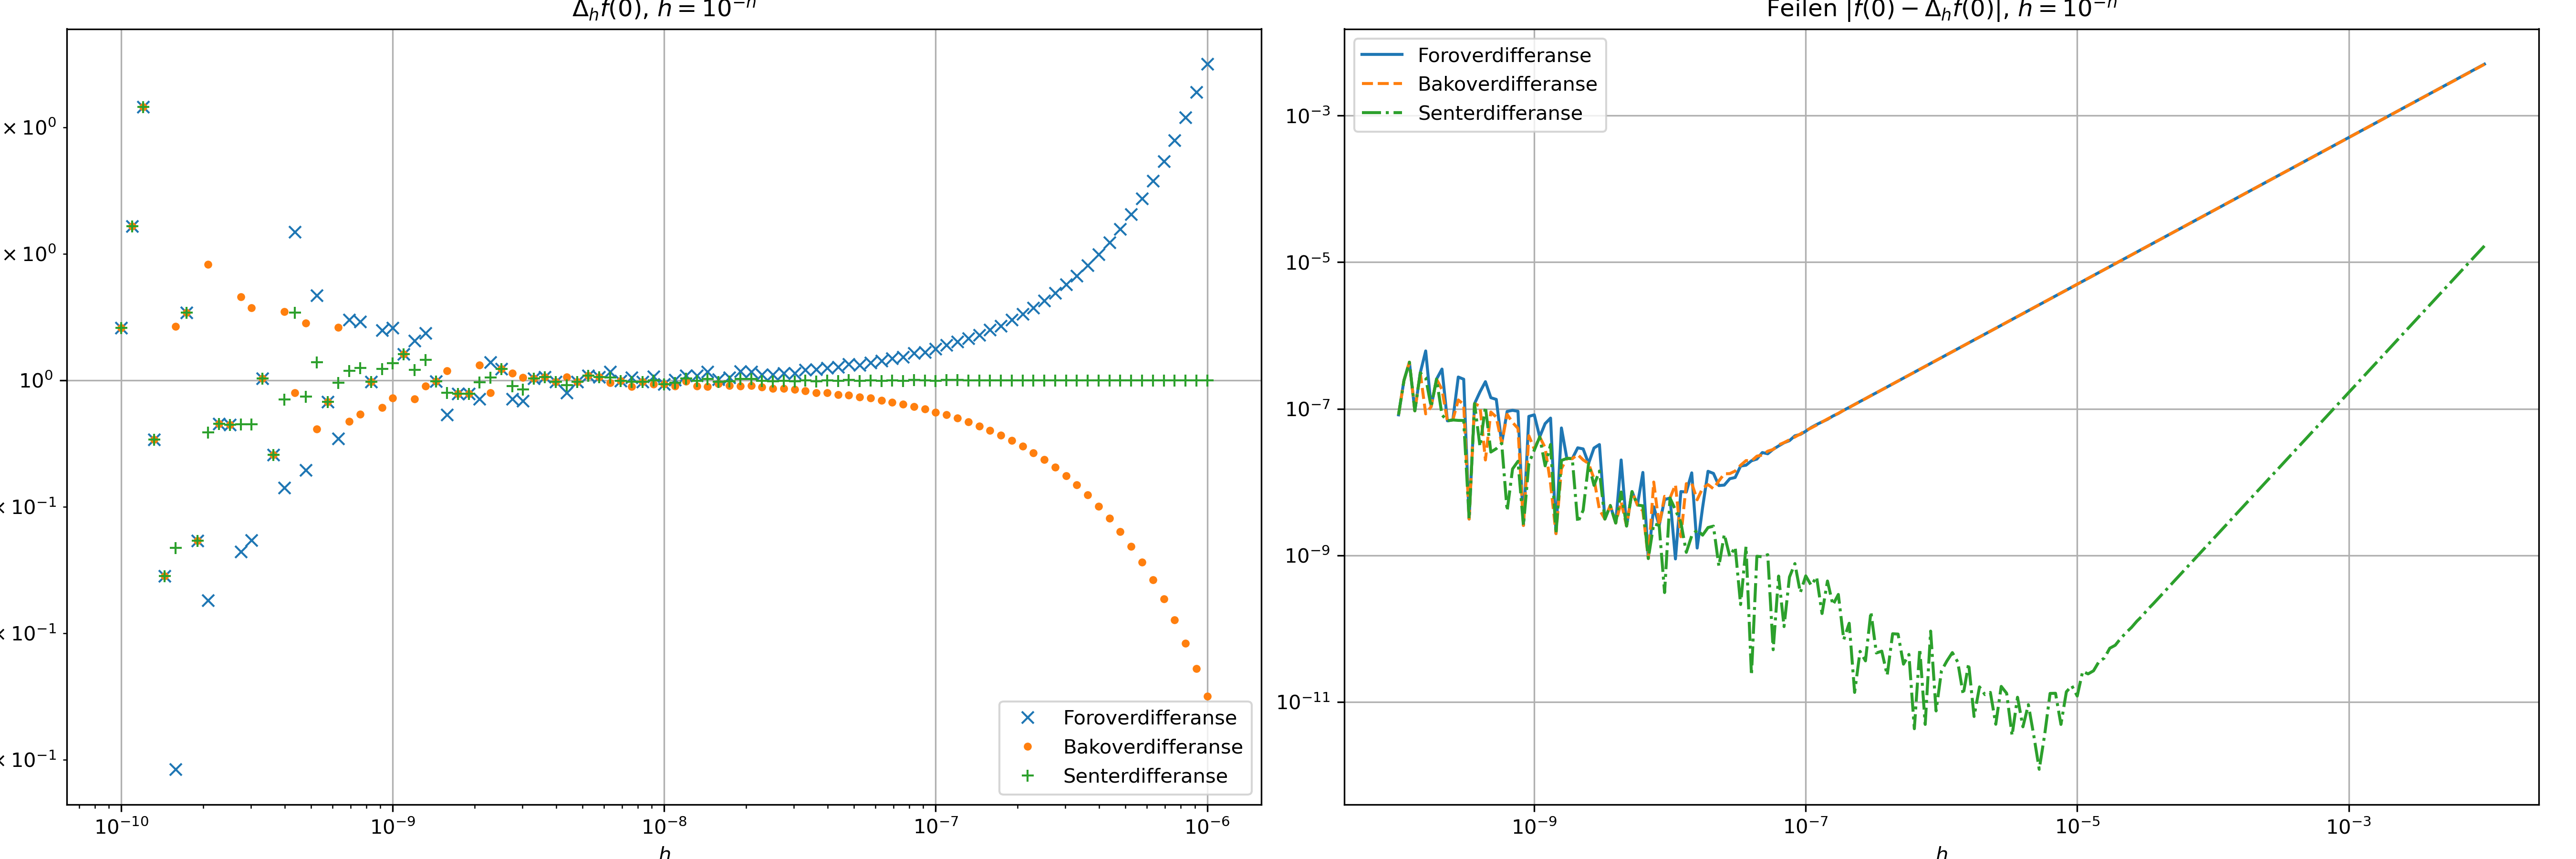 Δₕf(0), h = 10⁻ⁿ
× 10⁰
× 10⁰
10⁰
× 10⁻¹
× 10⁻¹
× 10⁻¹
Foroverdifferanse
Bakoverdifferanse
Senterdifferanse
10⁻¹⁰ 10⁻⁹ 10⁻⁸ 10⁻⁷ 10⁻⁶
h
Feilen |f(0) − Δₕf(0)|, h = 10⁻ⁿ
Foroverdifferanse
Bakoverdifferanse
Senterdifferanse
10⁻³
10⁻⁵
10⁻⁷
10⁻⁹
10⁻¹¹
10⁻⁹ 10⁻⁷ 10⁻⁵ 10⁻³
h